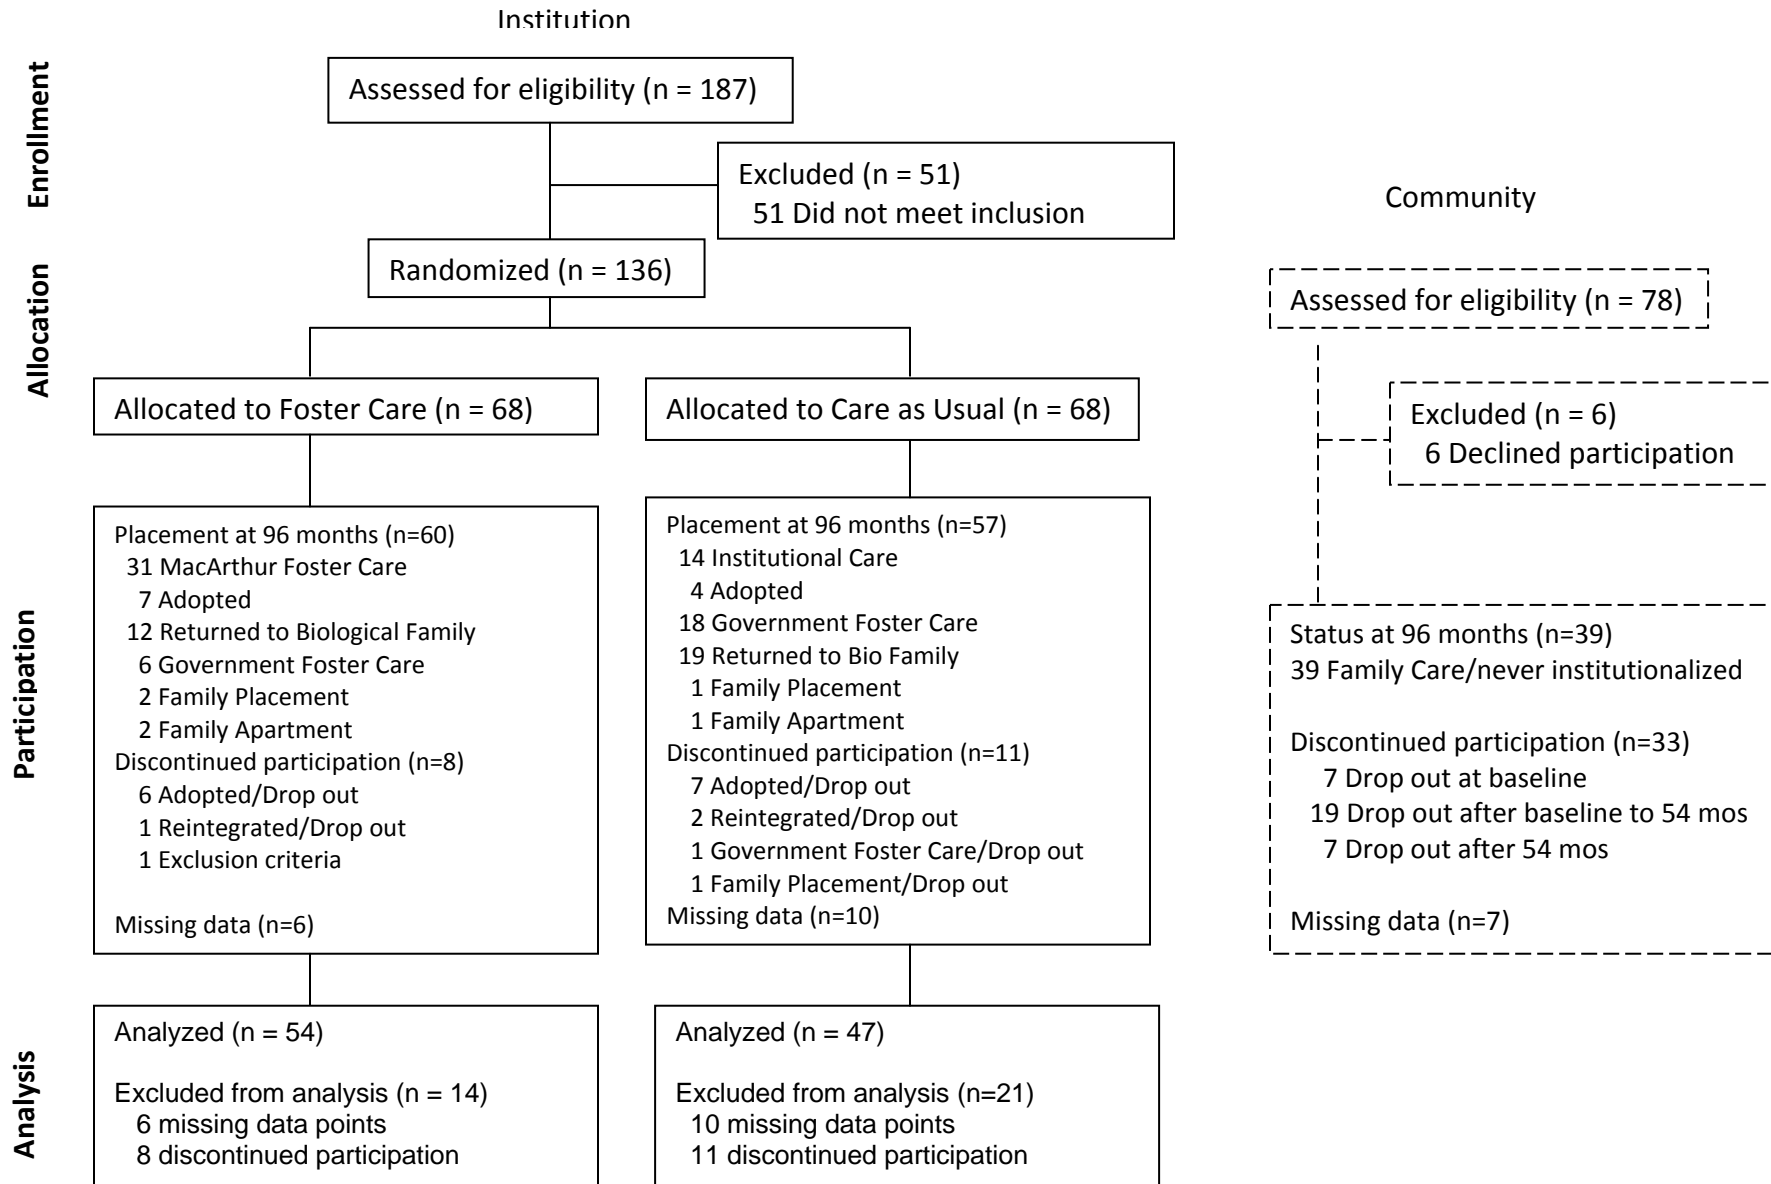 Institution
Enrollment
Assessed for eligibility (n = 187)
Excluded (n = 51)
51 Did not meet inclusion
Community
Allocation
Randomized (n = 136)
Assessed for eligibility (n = 78)
Allocated to Foster Care (n = 68)
Allocated to Care as Usual (n = 68)
Excluded (n = 6)
6 Declined participation
Participation
Placement at 96 months (n=60)
31 MacArthur Foster Care
7 Adopted
12 Returned to Biological Family
6 Government Foster Care
2 Family Placement
2 Family Apartment
Discontinued participation (n=8)
6 Adopted/Drop out
1 Reintegrated/Drop out
1 Exclusion criteria
Missing data (n=6)
Placement at 96 months (n=57)
14 Institutional Care
4 Adopted
18 Government Foster Care
19 Returned to Bio Family
1 Family Placement
1 Family Apartment
Discontinued participation (n=11)
7 Adopted/Drop out
2 Reintegrated/Drop out
1 Government Foster Care/Drop out
1 Family Placement/Drop out
Missing data (n=10)
Status at 96 months (n=39)
39 Family Care/never institutionalized
Discontinued participation (n=33)
7 Drop out at baseline
19 Drop out after baseline to 54 mos
7 Drop out after 54 mos
Missing data (n=7)
Analysis
Analyzed (n = 54)
Excluded from analysis (n = 14)
6 missing data points
8 discontinued participation
Analyzed (n = 47)
Excluded from analysis (n=21)
10 missing data points
11 discontinued participation